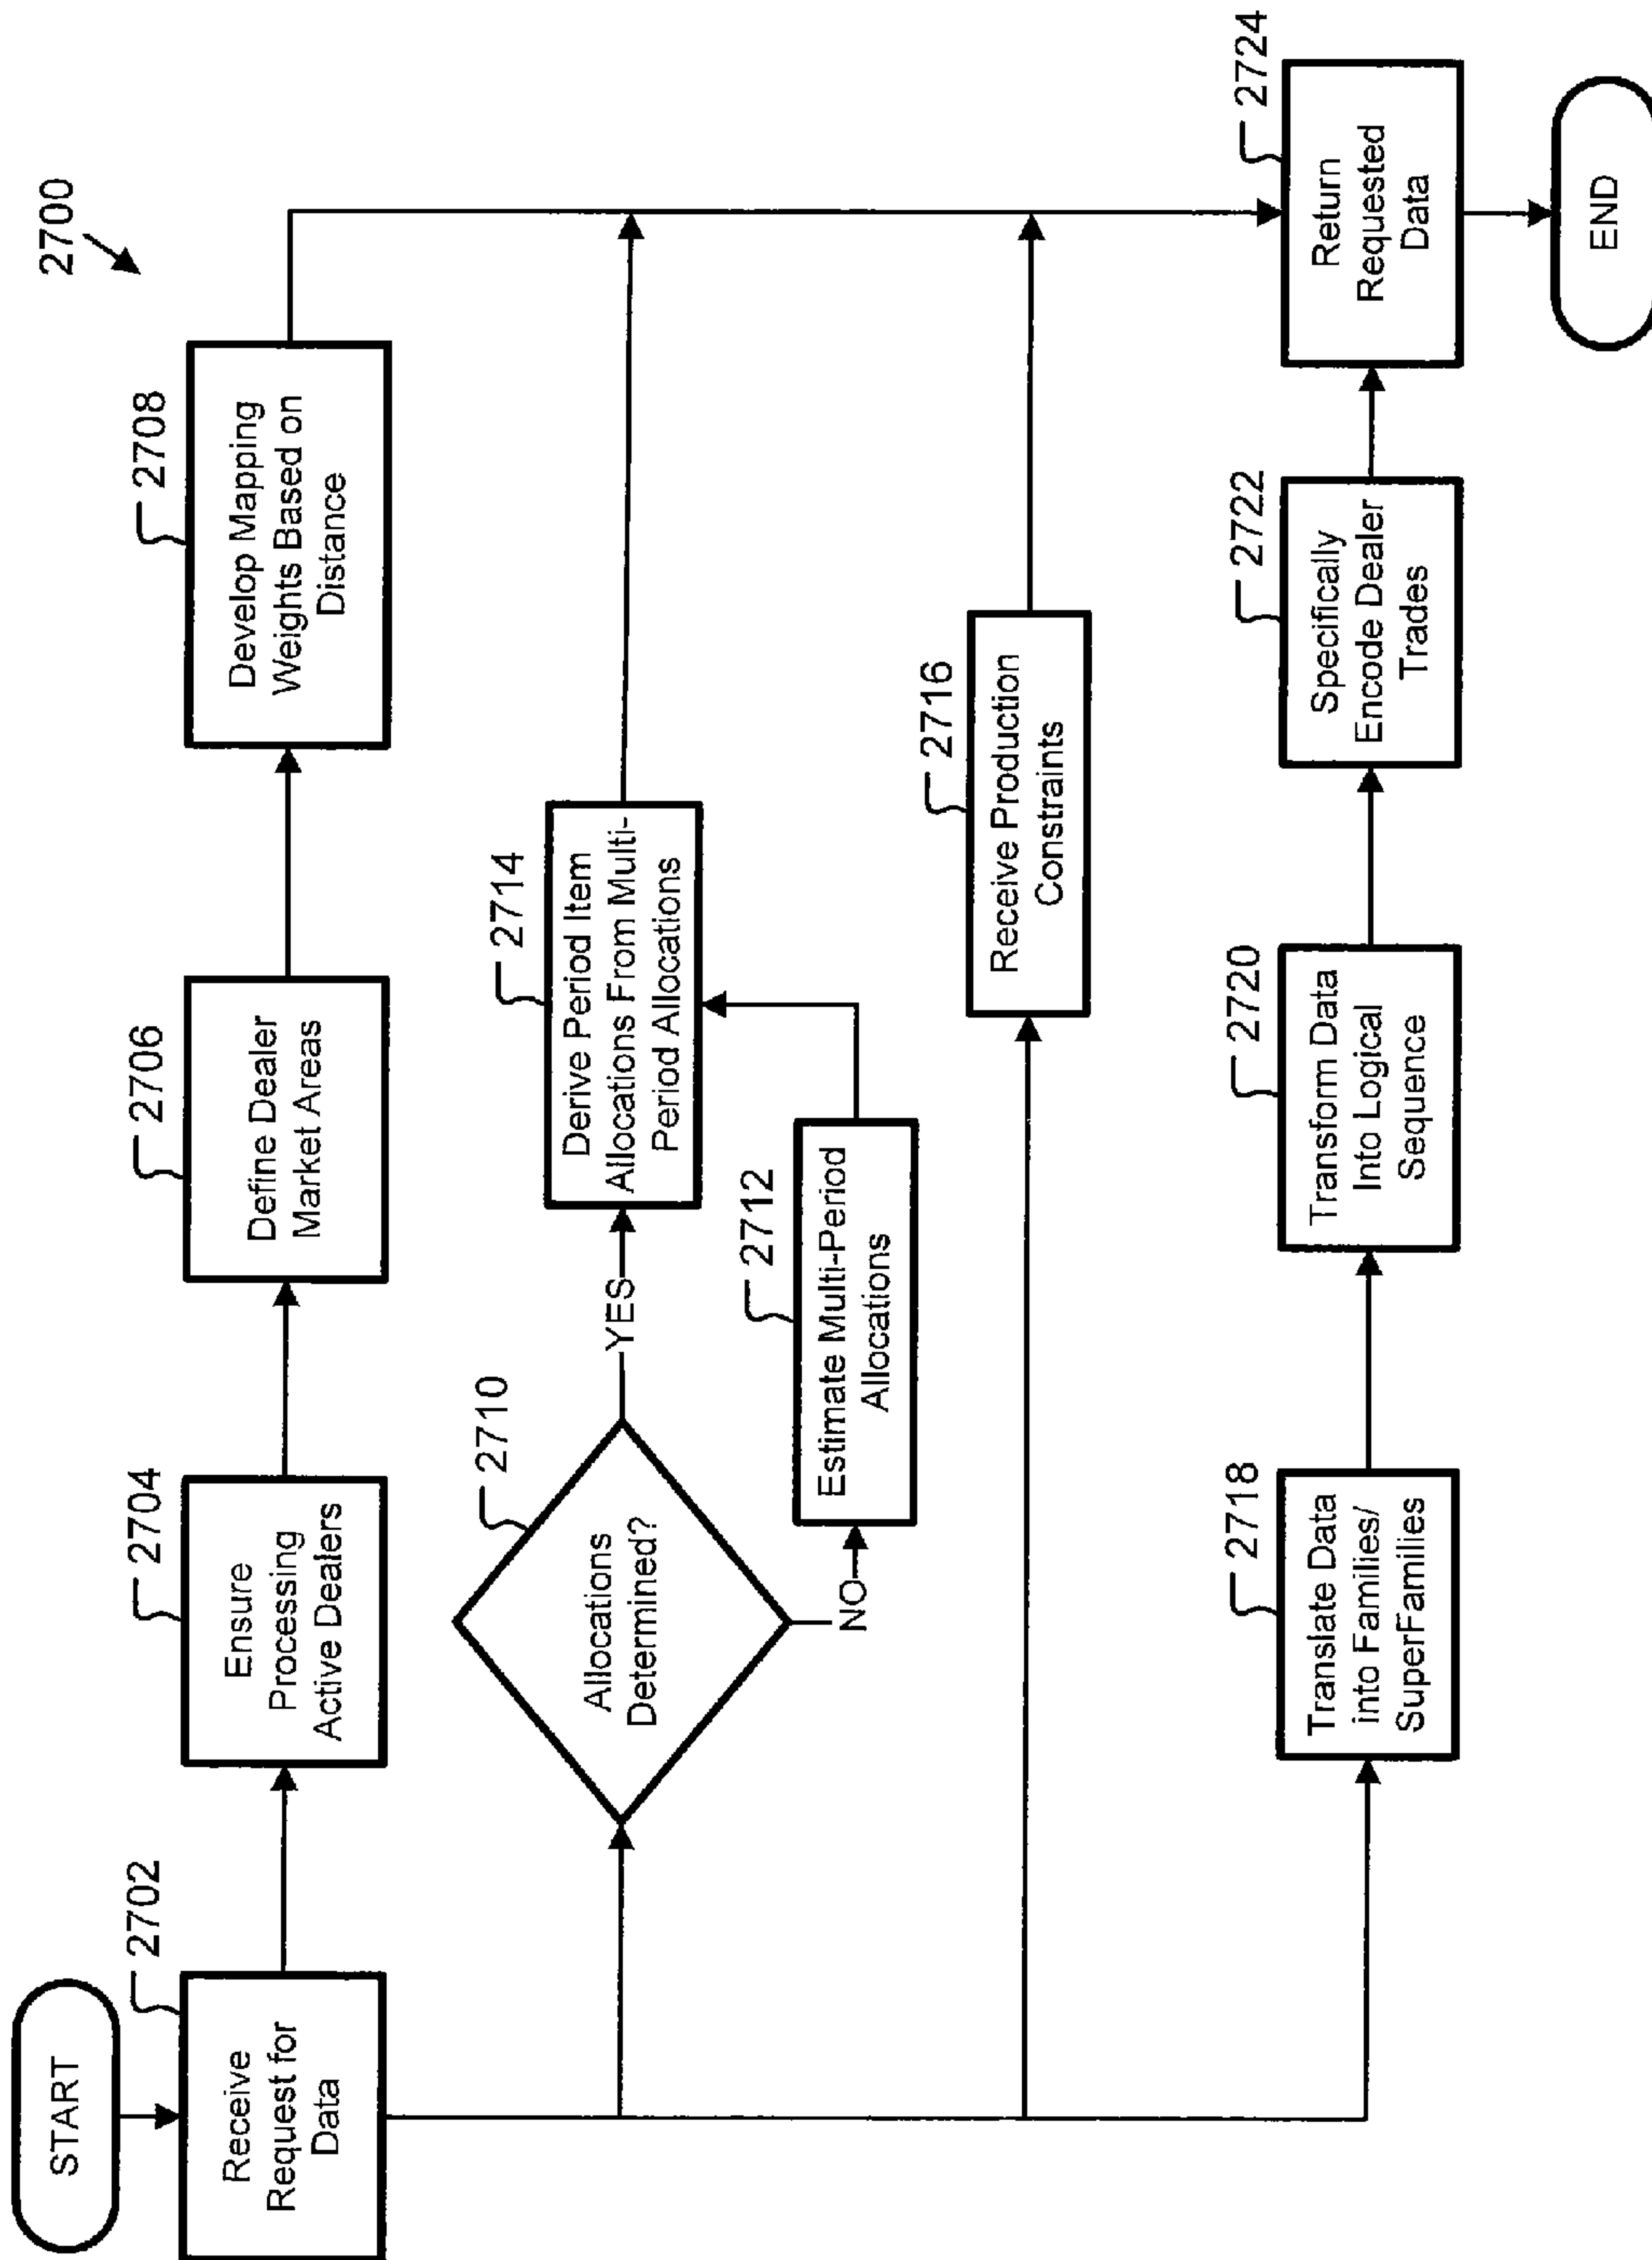 2700
START
2702
Receive
Request for
Data
2704
Ensure
Processing
Active Dealers
2706
Define Dealer
Market Areas
2708
Develop Mapping
Weights Based on
Distance
2710
Allocations
Determined?
YES
NO
2712
Estimate Multi-Period
Allocations
2714
Derive Period Item
Allocations From Multi-
Period Allocations
2716
Receive Production
Constraints
2718
Translate Data
into Families/
SuperFamilies
2720
Transform Data
Into Logical
Sequence
2722
Specifically
Encode Dealer
Trades
2724
Return
Requested
Data
END